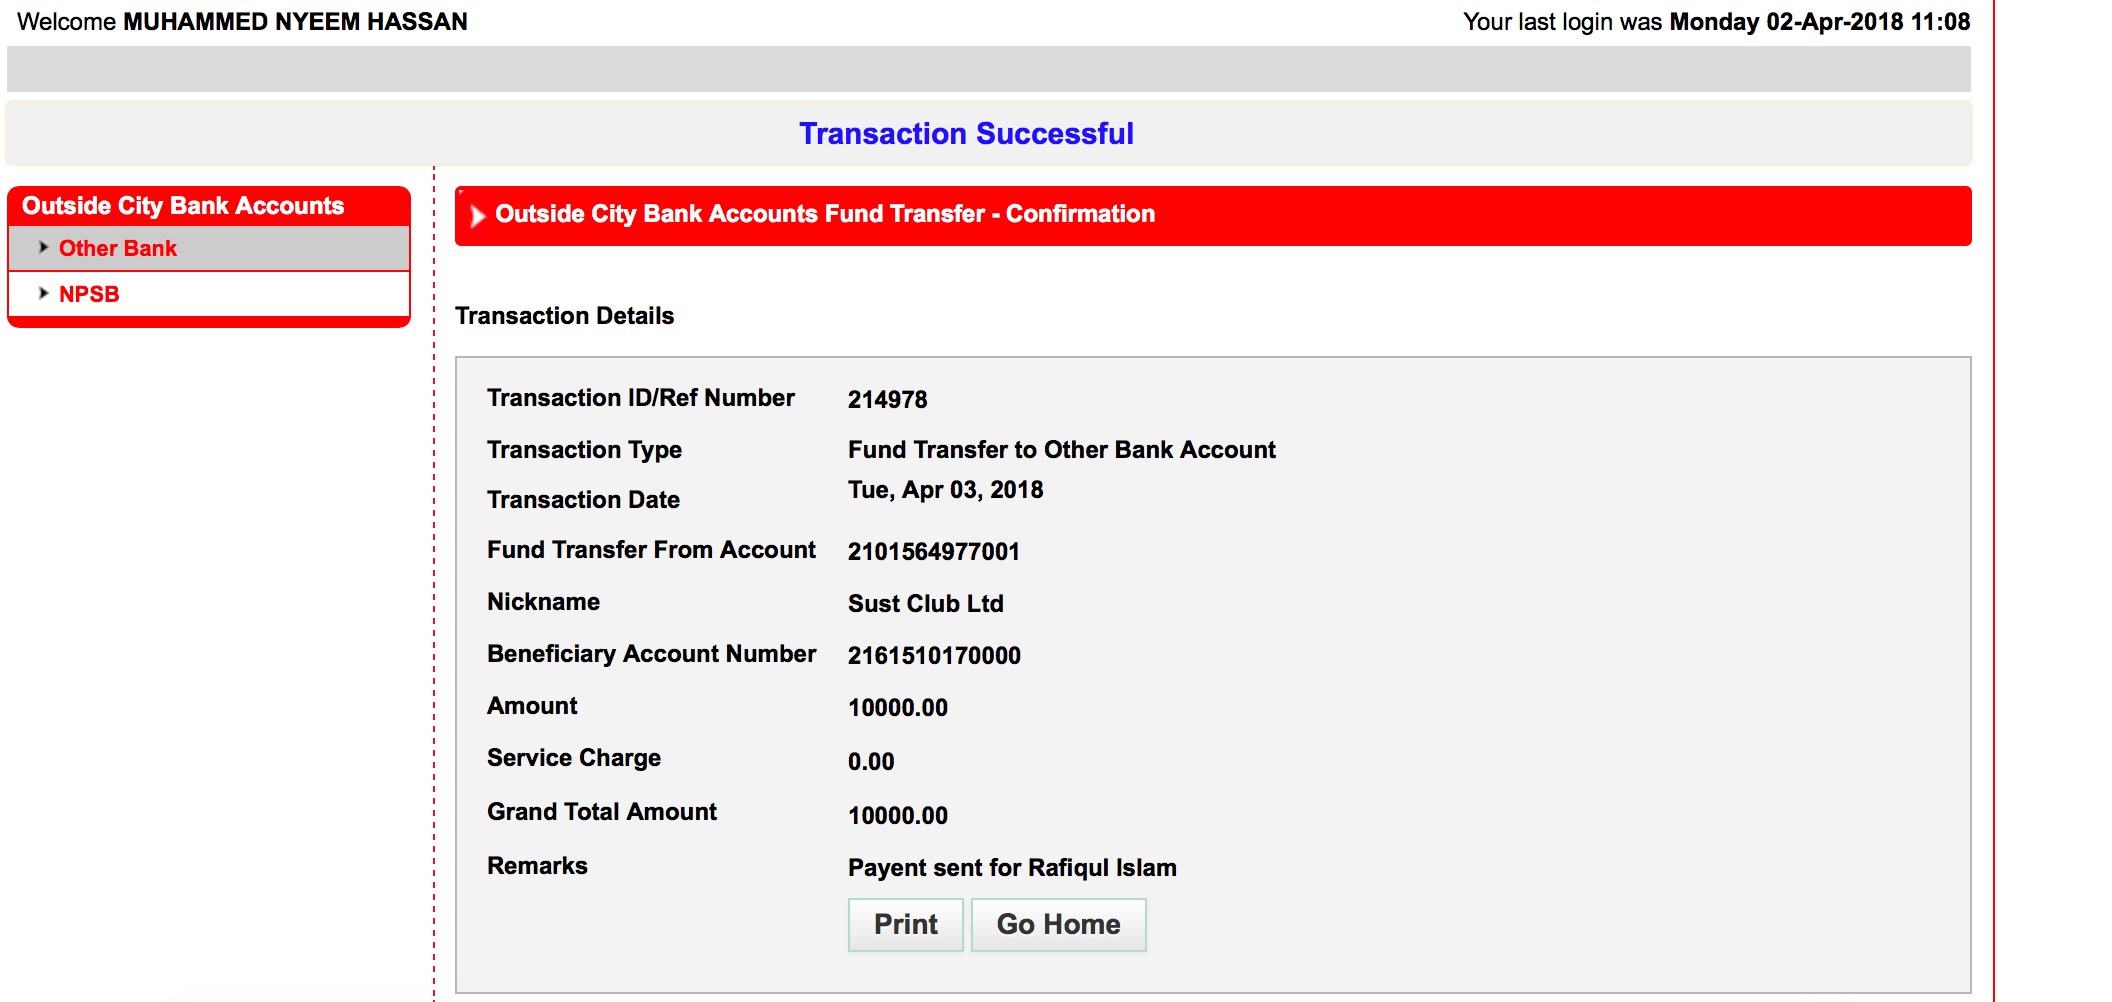 Welcome MUHAMMED NYEEM HASSAN
Your last login was Monday 02-Apr-2018 11:08
Transaction Successful
Outside City Bank Accounts
Other Bank
NPSB
Outside City Bank Accounts Fund Transfer - Confirmation
Transaction Details
Transaction ID/Ref Number 214978
Transaction Type Fund Transfer to Other Bank Account
Transaction Date Tue, Apr 03, 2018
Fund Transfer From Account 2101564977001
Nickname Sust Club Ltd
Beneficiary Account Number 2161510170000
Amount 10000.00
Service Charge 0.00
Grand Total Amount 10000.00
Remarks Payent sent for Rafiqul Islam
Print Go Home